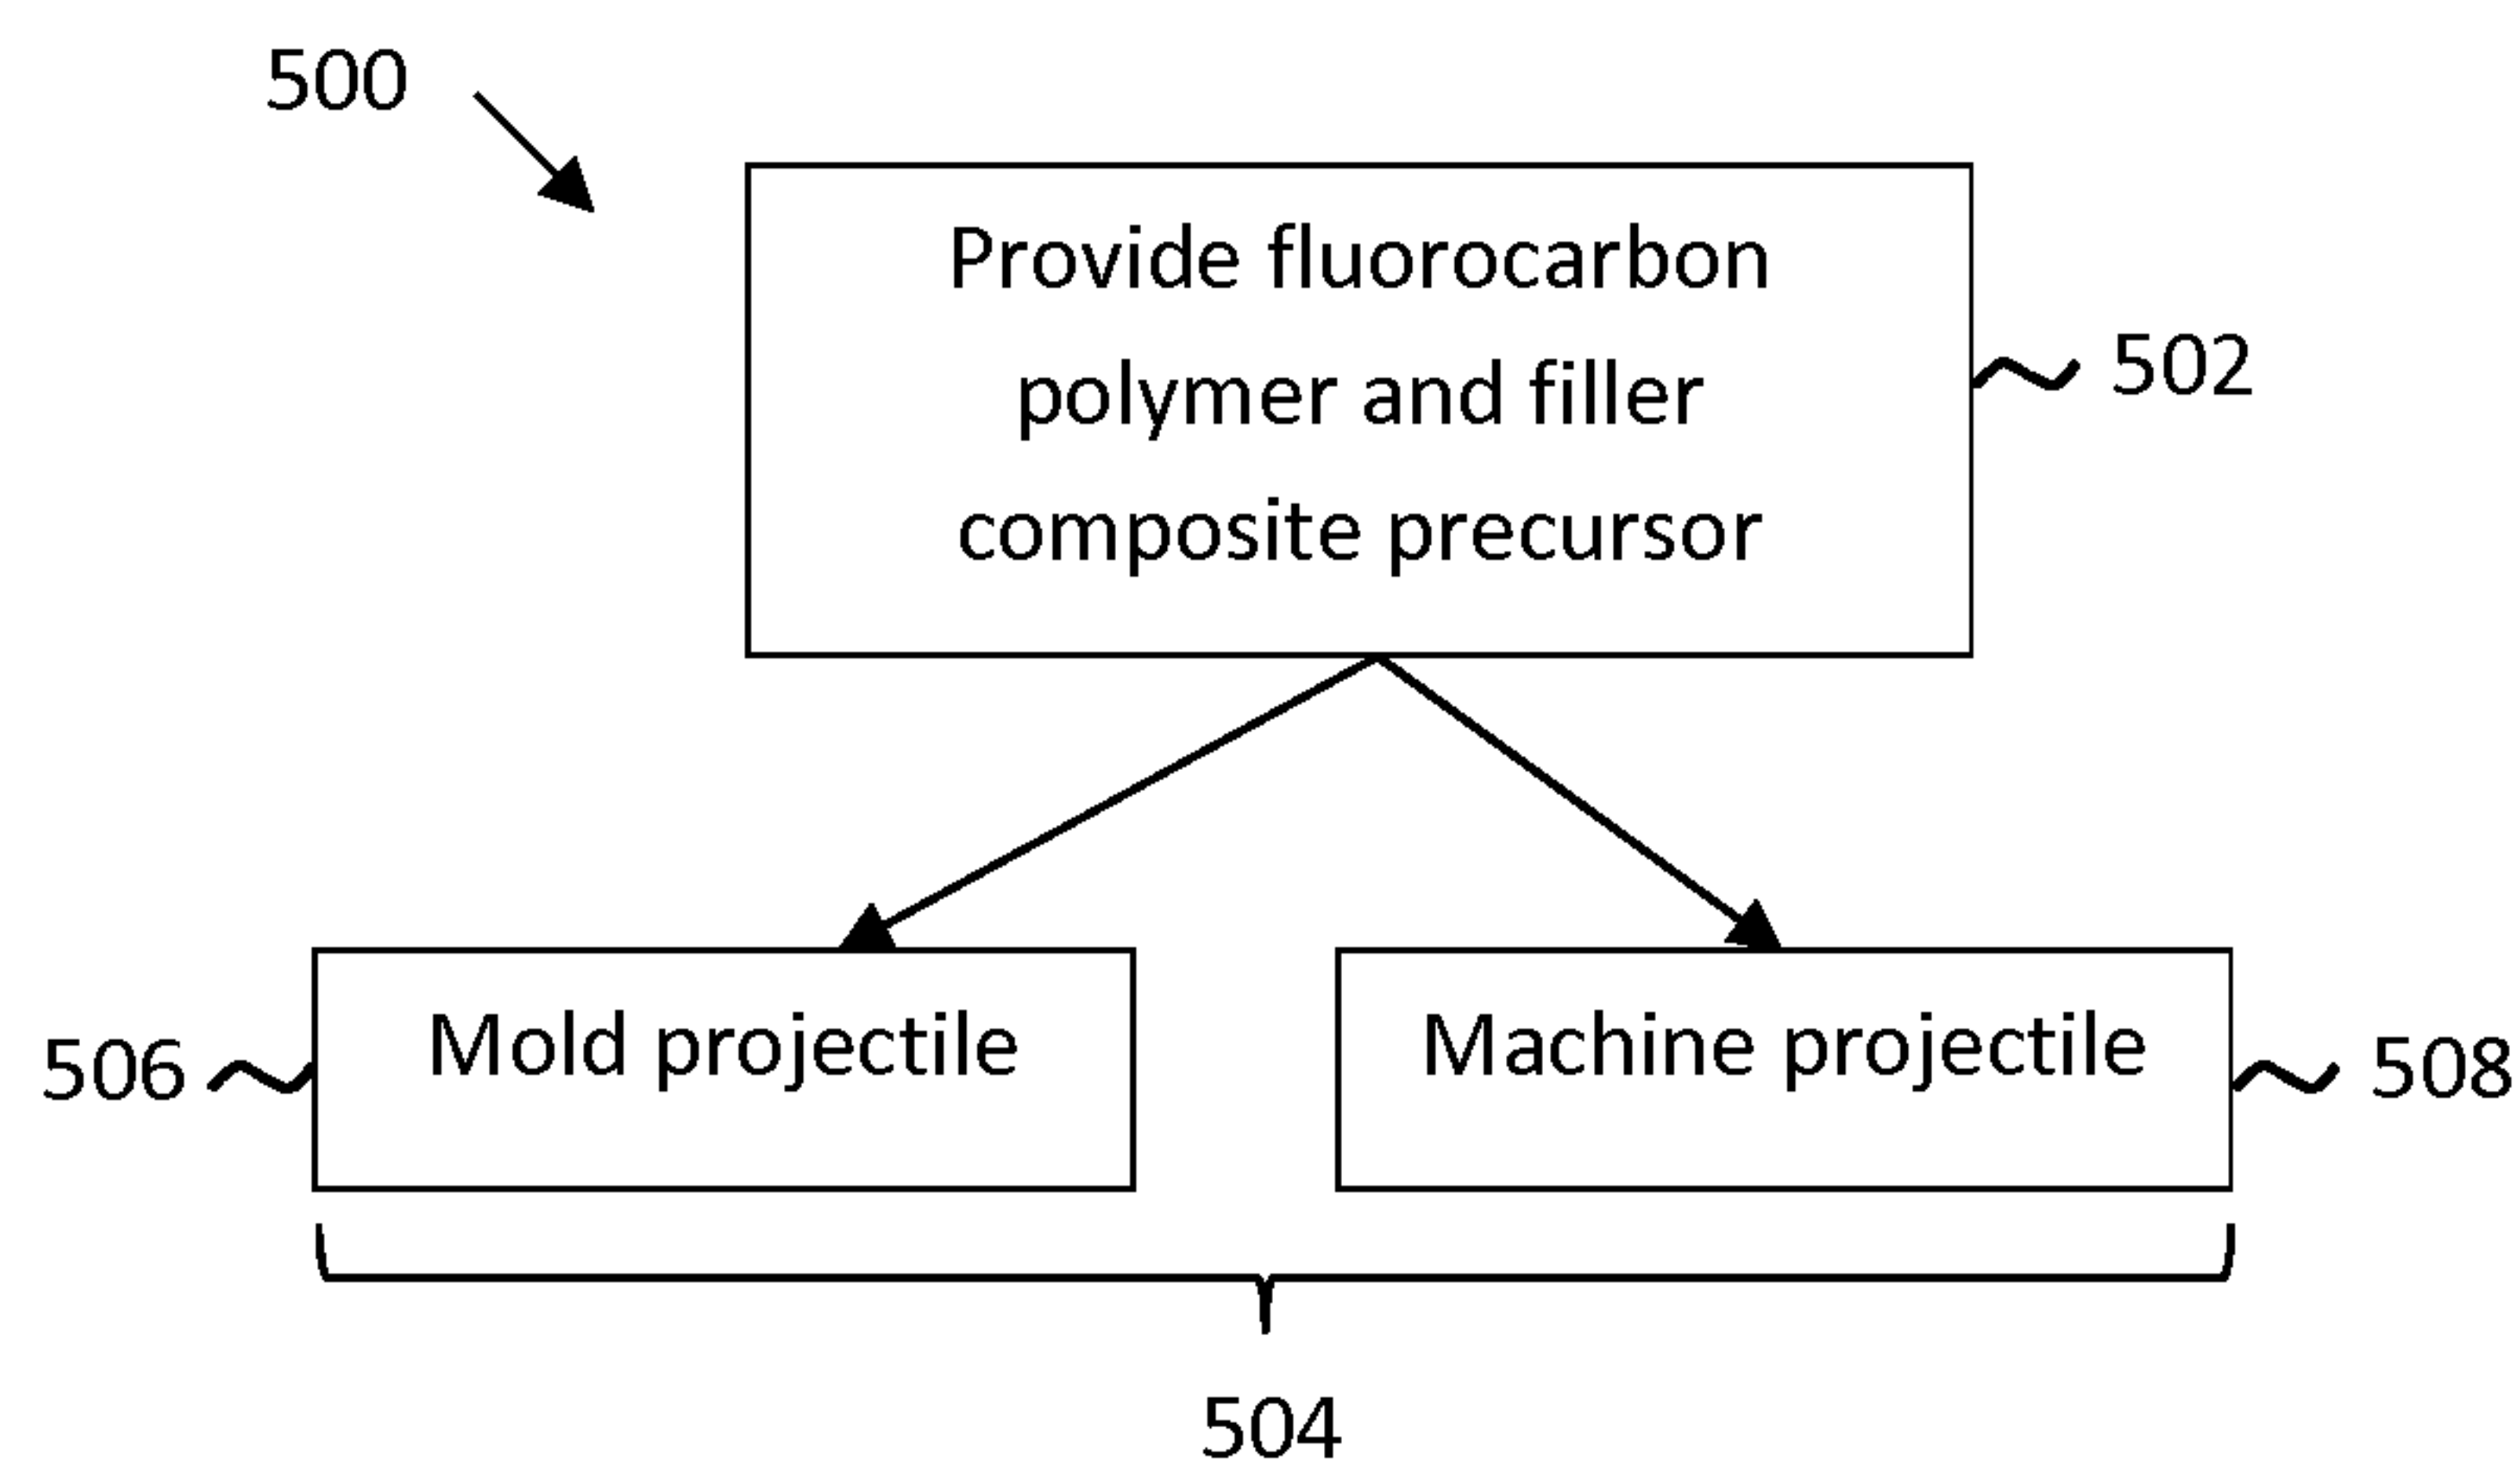 500
Provide fluorocarbon
polymer and filler
composite precursor
502
Mold projectile
Machine projectile
506
508
504